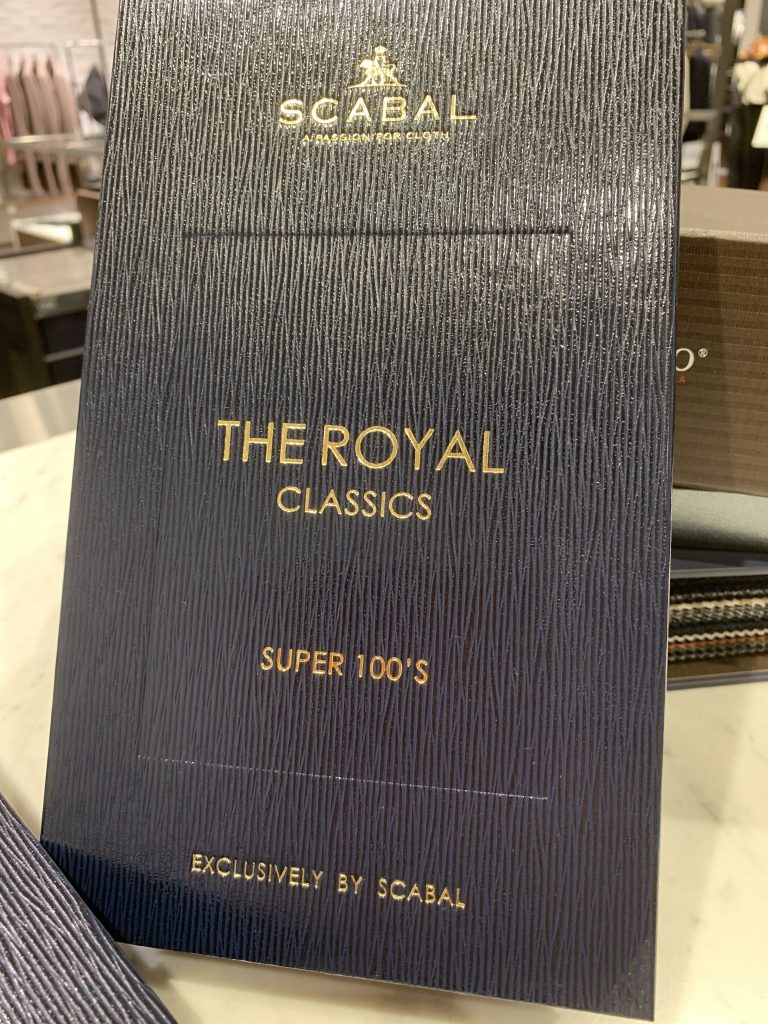 SCABAL
A PASSION FOR CLOTH
THE ROYAL
CLASSICS
SUPER 100'S
EXCLUSIVELY BY SCABAL